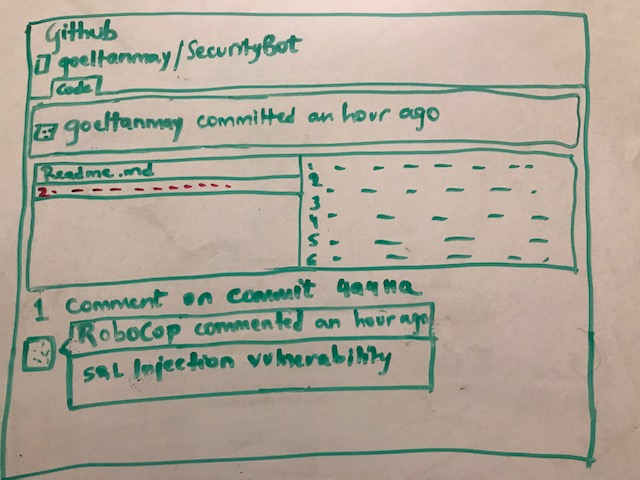 Github
goeltanmay/SecurityBot
Code
goeltanmay committed an hour ago
Readme.md
2.
1
2
3
4
5
6
1 comment on commit
RoboCop commented an hour ago
SQL Injection vulnerability